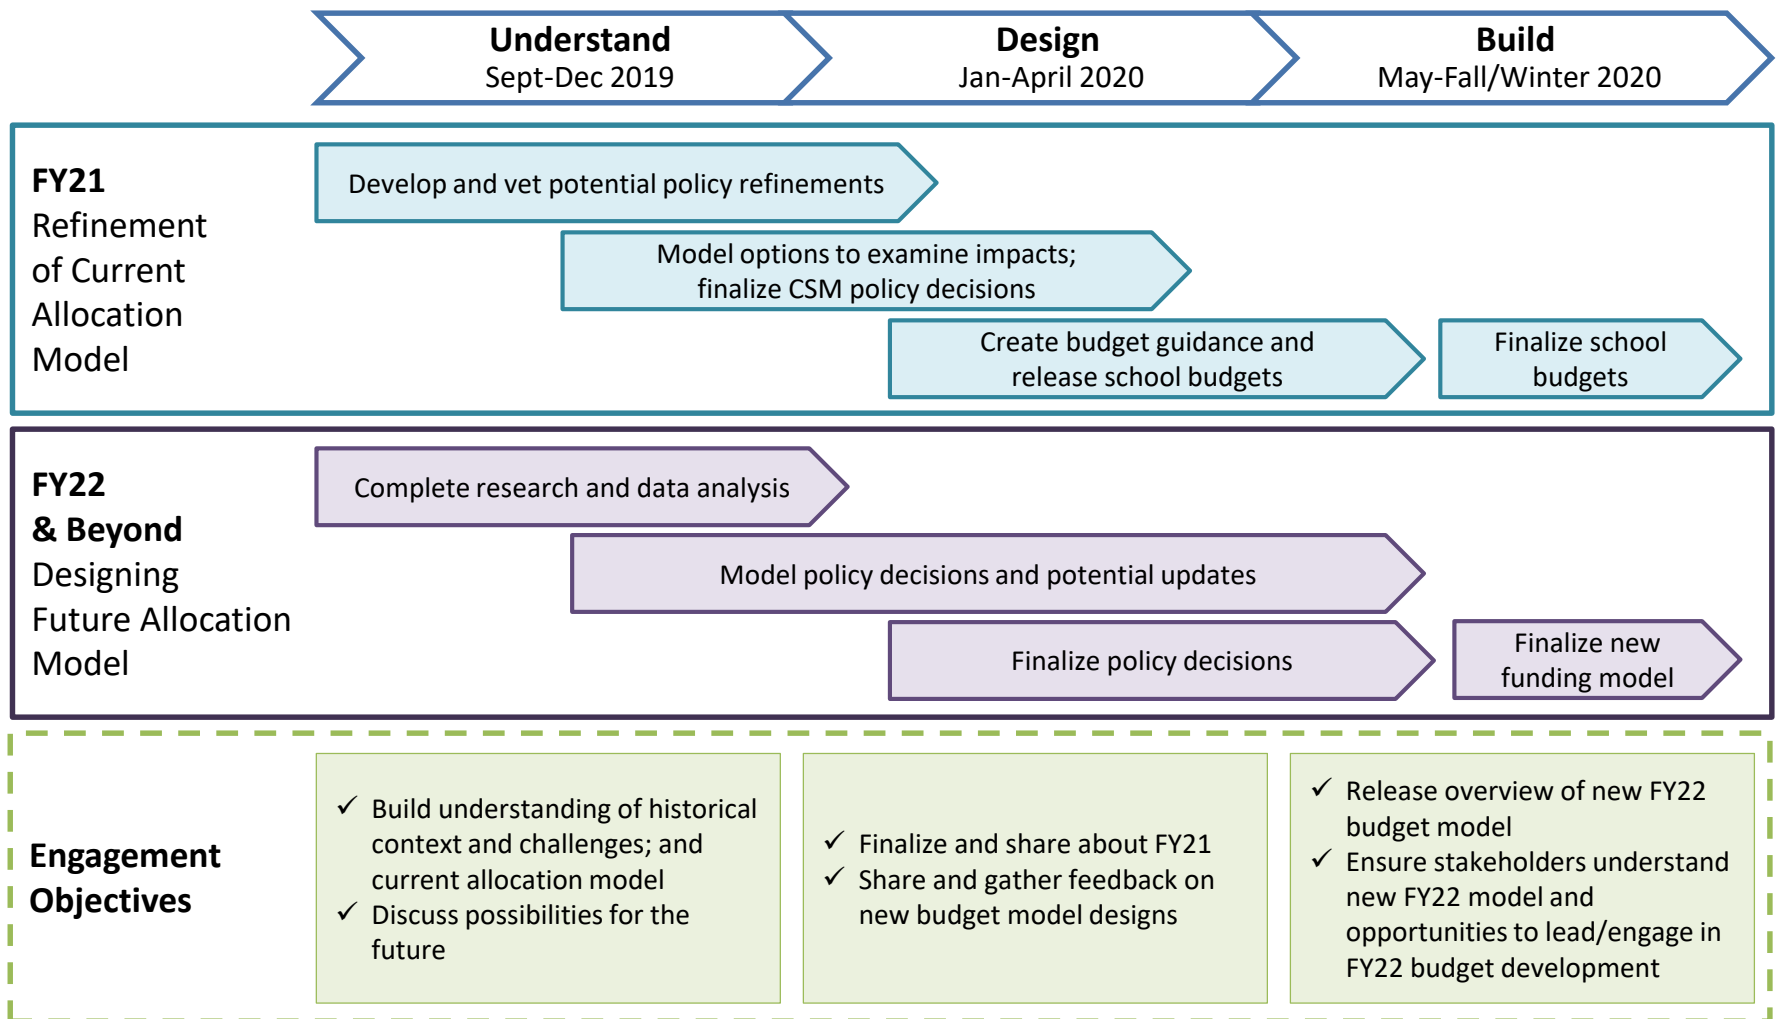 Understand
Sept-Dec 2019
Design
Jan-April 2020
Build
May-Fall/Winter 2020
FY21
Refinement
of Current
Allocation
Model
Develop and vet potential policy refinements
Model options to examine impacts;
finalize CSM policy decisions
Create budget guidance and
release school budgets
Finalize school
budgets
FY22
& Beyond
Designing
Future Allocation
Model
Complete research and data analysis
Model policy decisions and potential updates
Finalize policy decisions
Finalize new
funding model
Engagement
Objectives
✓ Build understanding of historical
context and challenges; and
current allocation model
✓ Discuss possibilities for the
future
✓ Finalize and share about FY21
✓ Share and gather feedback on
new budget model designs
✓ Release overview of new FY22
budget model
✓ Ensure stakeholders understand
new FY22 model and
opportunities to lead/engage in
FY22 budget development